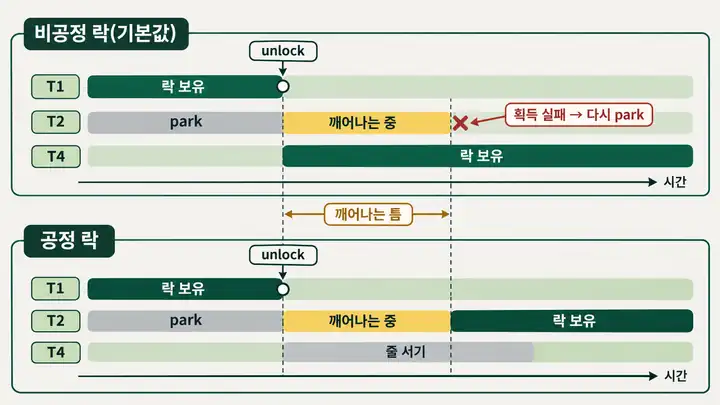 비공정 락(기본값)
unlock
T1
락 보유
T2
park
깨어나는 중
획득 실패 → 다시 park
T4
락 보유
시간
깨어나는 틈
공정 락
unlock
T1
락 보유
T2
park
깨어나는 중
락 보유
T4
줄 서기
시간